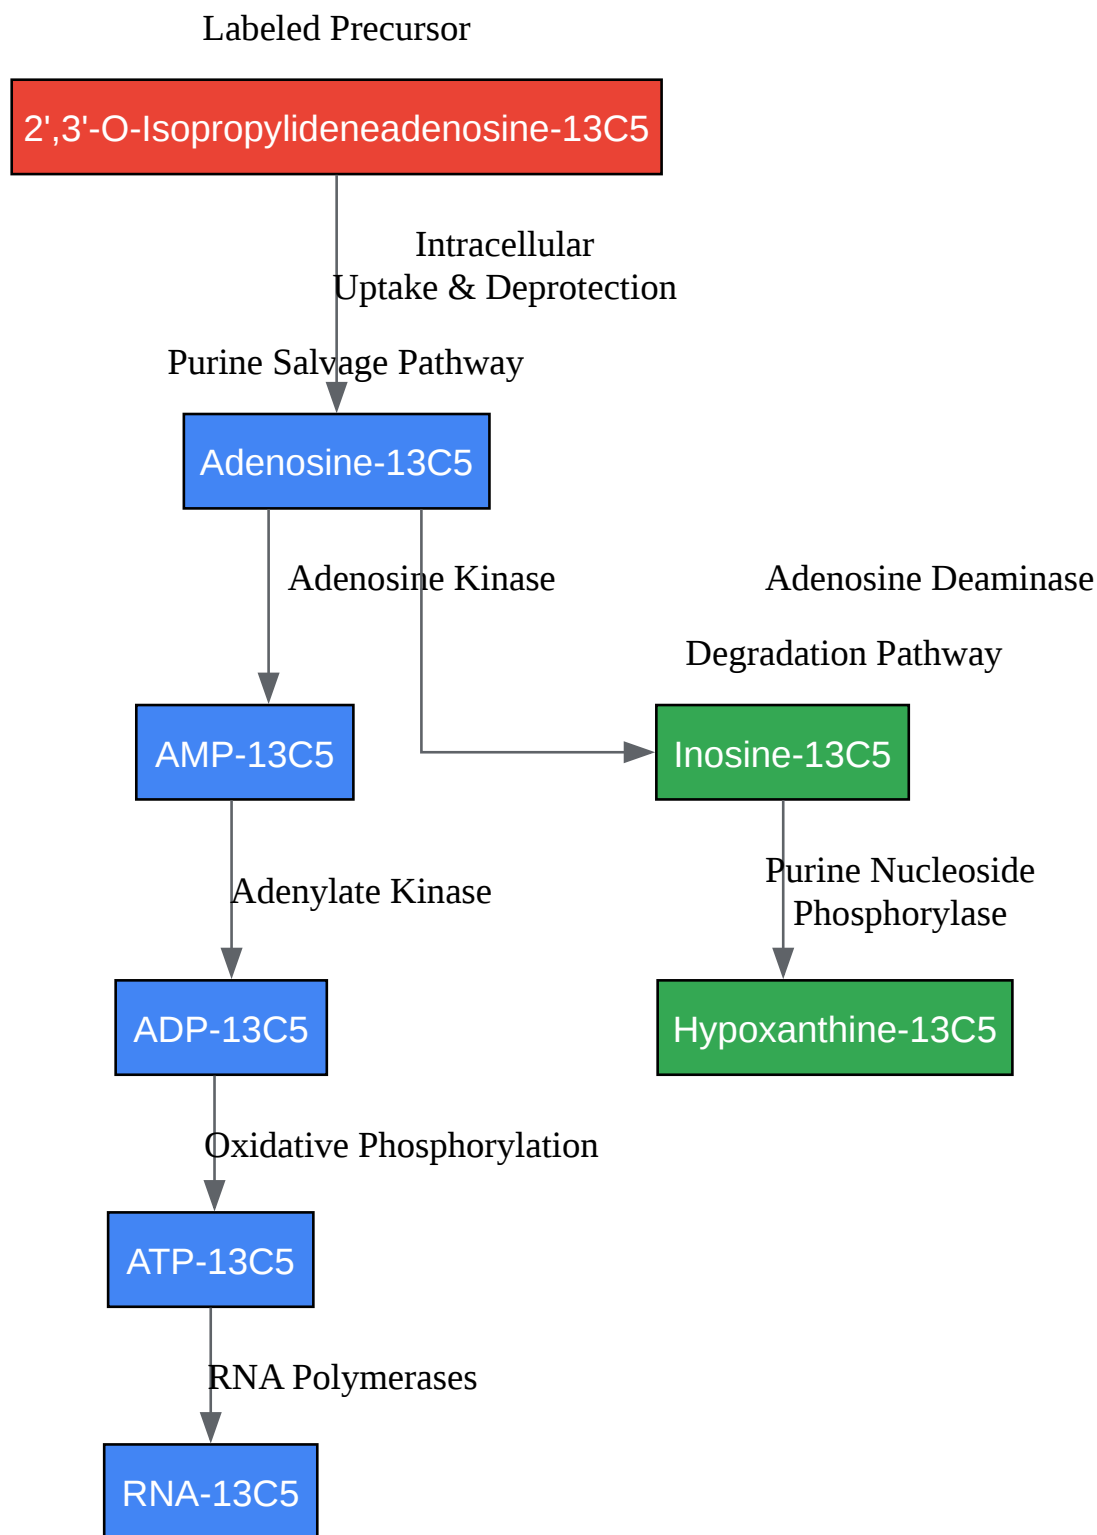 Labeled Precursor
2',3'-O-Isopropylideneadenosine-13C5
Intracellular
Uptake & Deprotection
Purine Salvage Pathway
Adenosine-13C5
Adenosine Kinase
Adenosine Deaminase
Degradation Pathway
AMP-13C5
Inosine-13C5
Adenylate Kinase
Purine Nucleoside
Phosphorylase
ADP-13C5
Hypoxanthine-13C5
Oxidative Phosphorylation
ATP-13C5
RNA Polymerases
RNA-13C5